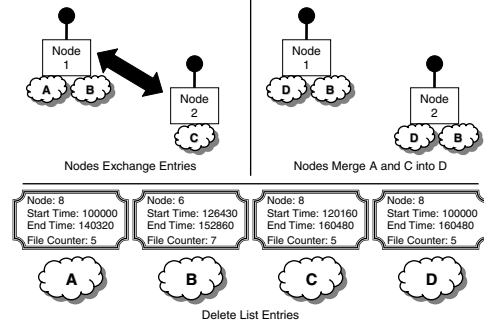 Node
1
A B
Node
2
C
Nodes Exchange Entries
Node
1
D B
Node
2
D B
Nodes Merge A and C into D
Node: 8
Start Time: 100000
End Time: 140320
File Counter: 5
Node: 6
Start Time: 126430
End Time: 152860
File Counter: 7
Node: 8
Start Time: 120160
End Time: 160480
File Counter: 5
Node: 8
Start Time: 100000
End Time: 160480
File Counter: 5
A
B
C
D
Delete List Entries